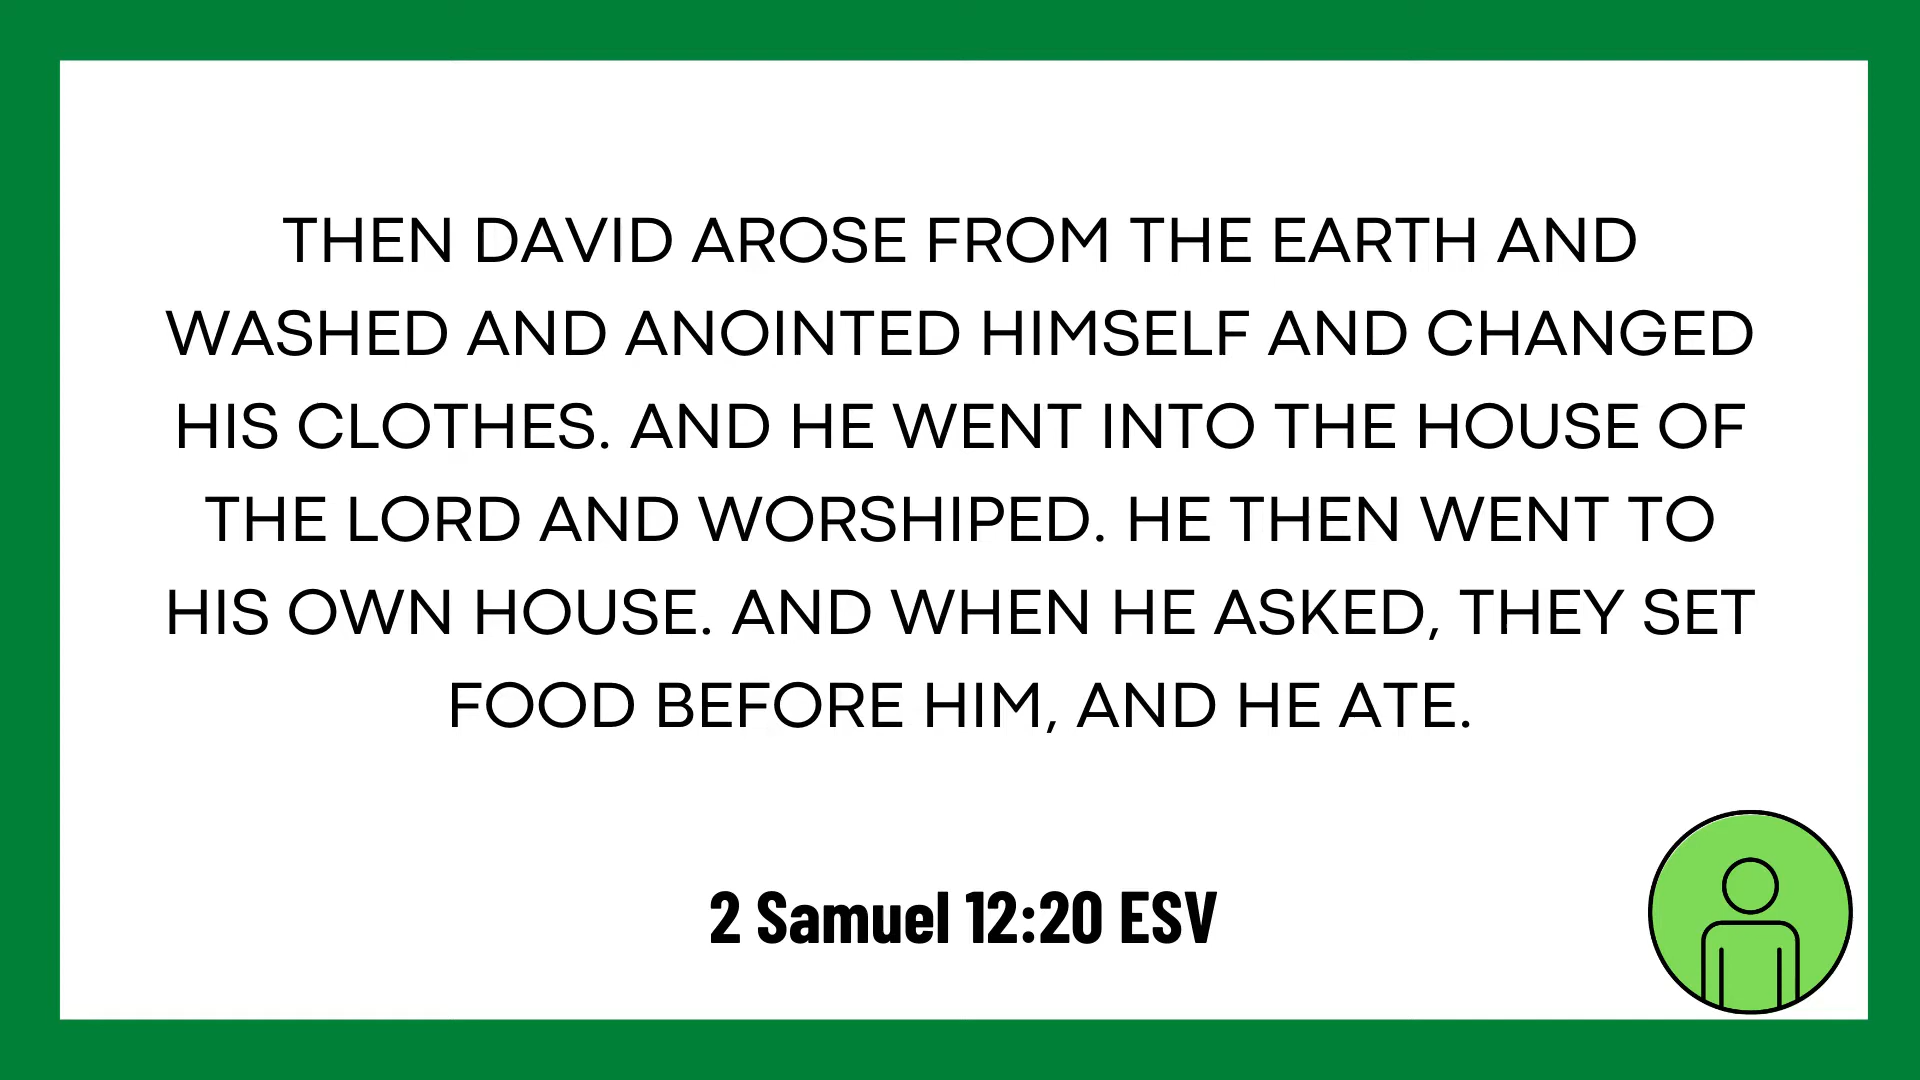 THEN DAVID AROSE FROM THE EARTH AND
WASHED AND ANOINTED HIMSELF AND CHANGED
HIS CLOTHES. AND HE WENT INTO THE HOUSE OF
THE LORD AND WORSHIPED. HE THEN WENT TO
HIS OWN HOUSE. AND WHEN HE ASKED, THEY SET
FOOD BEFORE HIM, AND HE ATE.
2 Samuel 12:20 ESV